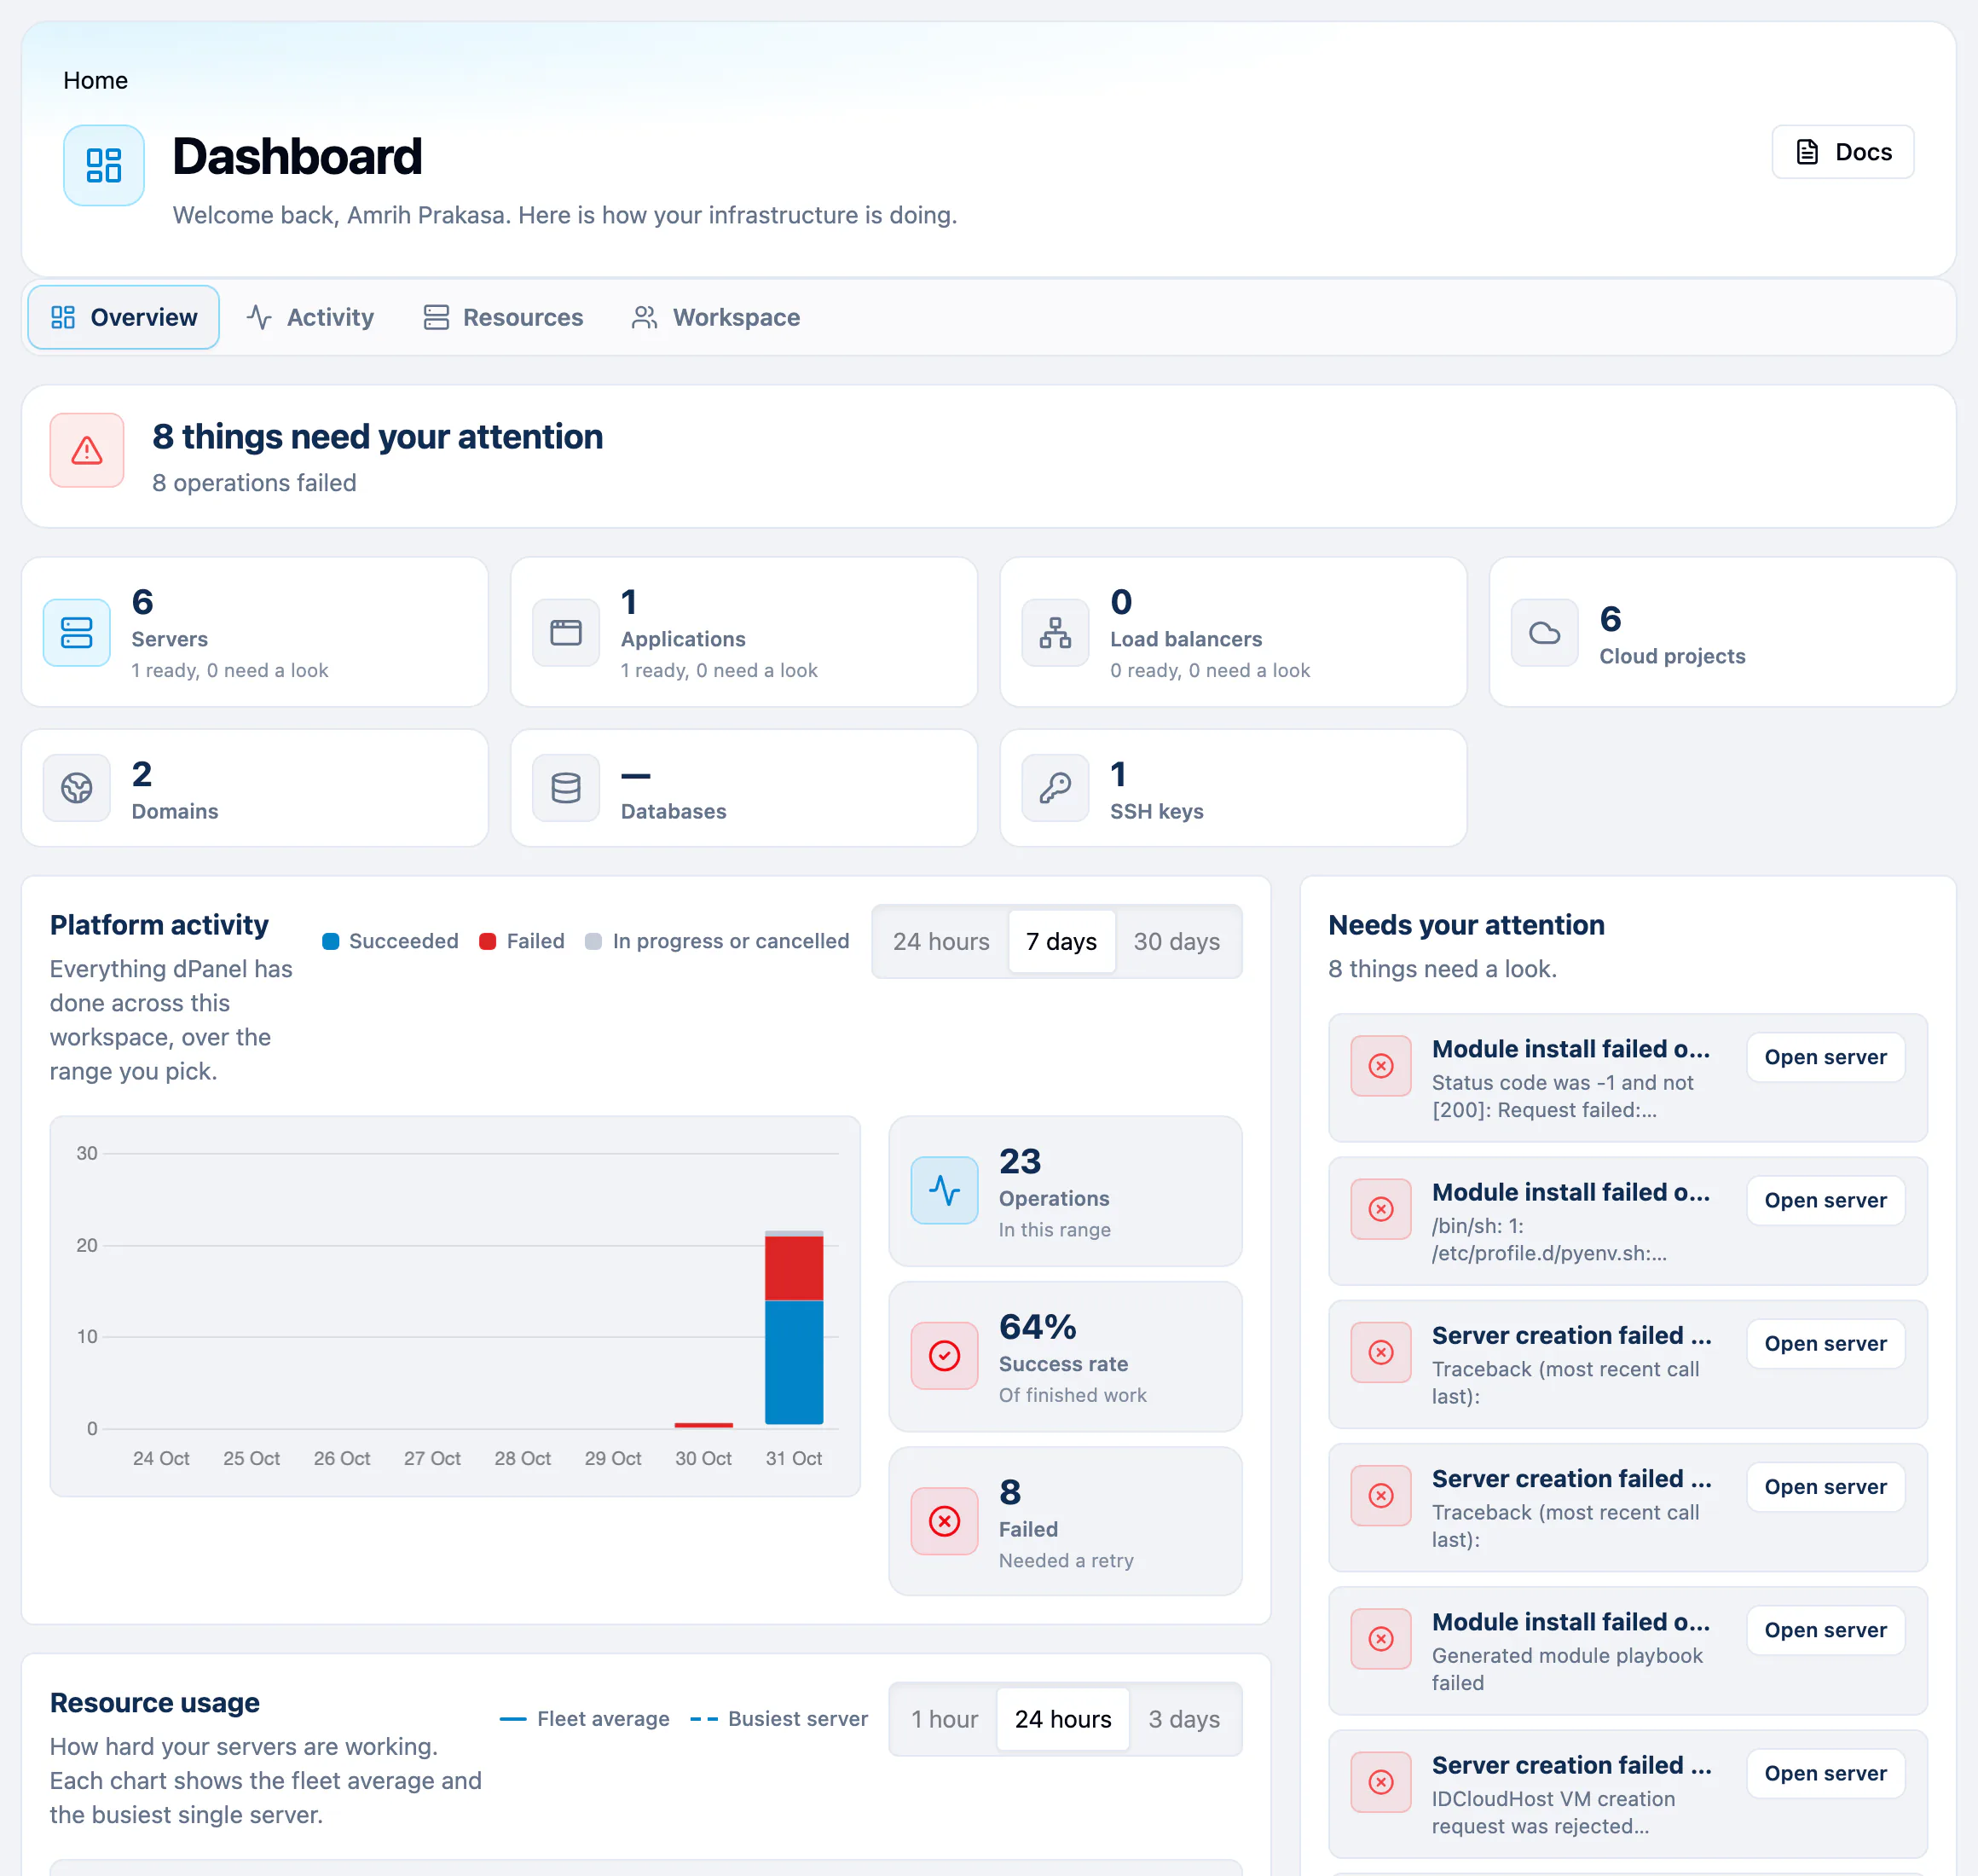 Home
Dashboard
Welcome back, Amrih Prakasa. Here is how your infrastructure is doing.
Docs
Overview
Activity
Resources
Workspace
8 things need your attention
8 operations failed
6
Servers
1 ready, 0 need a look
1
Applications
1 ready, 0 need a look
0
Load balancers
0 ready, 0 need a look
6
Cloud projects
2
Domains
—
Databases
1
SSH keys
Platform activity
Everything dPanel has
done across this
workspace, over the
range you pick.
Succeeded
Failed
In progress or cancelled
24 hours
7 days
30 days
30
20
10
0
24 Oct
25 Oct
26 Oct
27 Oct
28 Oct
29 Oct
30 Oct
31 Oct
23
Operations
In this range
64%
Success rate
Of finished work
8
Failed
Needed a retry
Resource usage
How hard your servers are working.
Each chart shows the fleet average and
the busiest single server.
Fleet average
Busiest server
1 hour
24 hours
3 days
Needs your attention
8 things need a look.
Module install failed o...
Status code was -1 and not
[200]: Request failed:...
Open server
Module install failed o...
/bin/sh: 1:
/etc/profile.d/pyenv.sh:...
Open server
Server creation failed ...
Traceback (most recent call
last):
Open server
Server creation failed ...
Traceback (most recent call
last):
Open server
Module install failed o...
Generated module playbook
failed
Open server
Server creation failed ...
IDCloudHost VM creation
request was rejected...
Open server